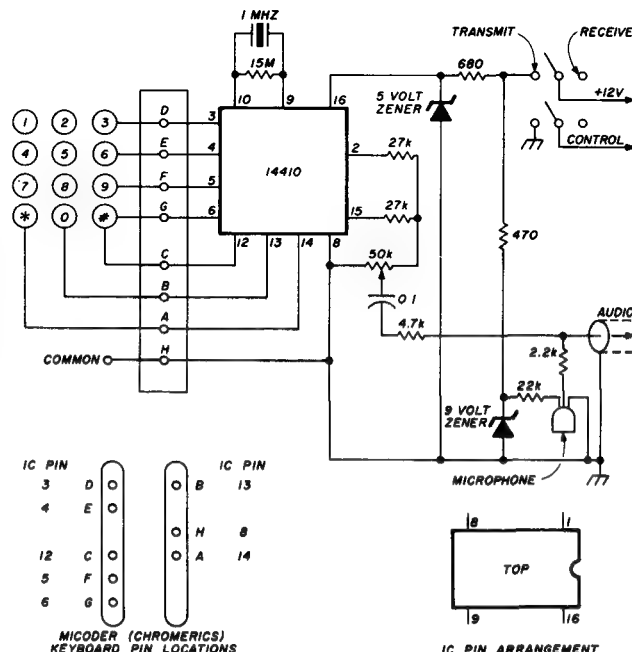 1 MHZ
15M
10 9 16
TRANSMIT RECEIVE
680
+12V
CONTROL
5 VOLT
ZENER
1 2 3 D 3
4 5 6 E 4
7 8 9 F 5
* 0 # G 6
14410
2 27k
15 27k
12 13 14 8
50k
470
C
B
A
COMMON H
0.1
4.7k
AUDIO
2.2k
22k
9 VOLT
ZENER
MICROPHONE
IC PIN IC PIN
3 D B 13
4 E
H 8
12 C A 14
5 F
6 G
MICODER (CHROMERICS)
KEYBOARD PIN LOCATIONS
8 1
TOP
9 16
IC PIN ARRANGEMENT